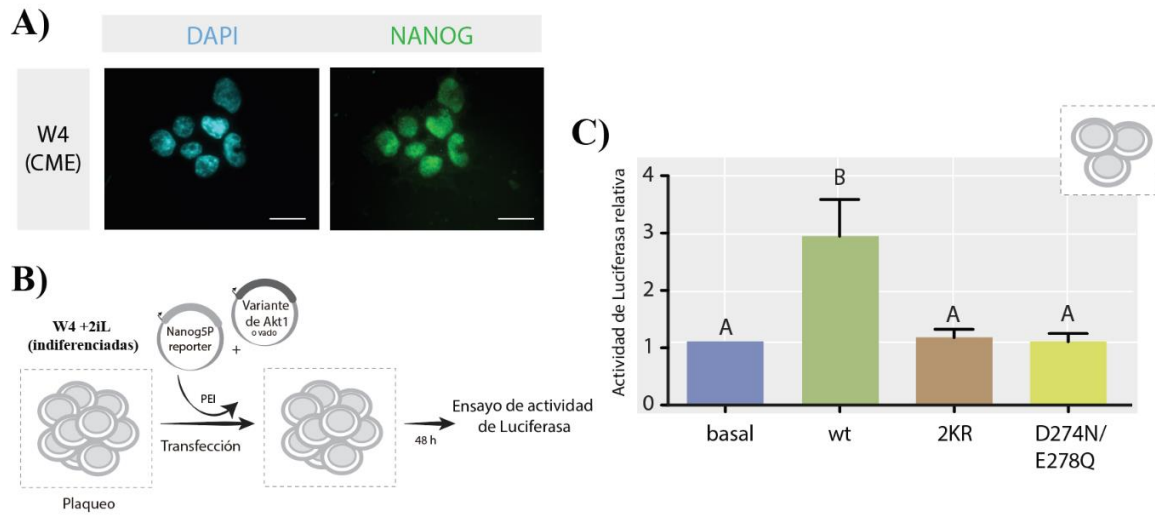 A)
DAPI
NANOG
W4
(CME)
B)
W4 +2iL
(indiferenciadas)
Nanog5P
reporter
+
Variante
de Akt1
o vado
PEI
Transfección
Plaqueo
48 h
Ensayo de actividad
de Luciferasa
C)
Actividad de Luciferasa relativa
4
3
2
1
0
A
B
A
A
basal
wt
2KR
D274N/
E278Q